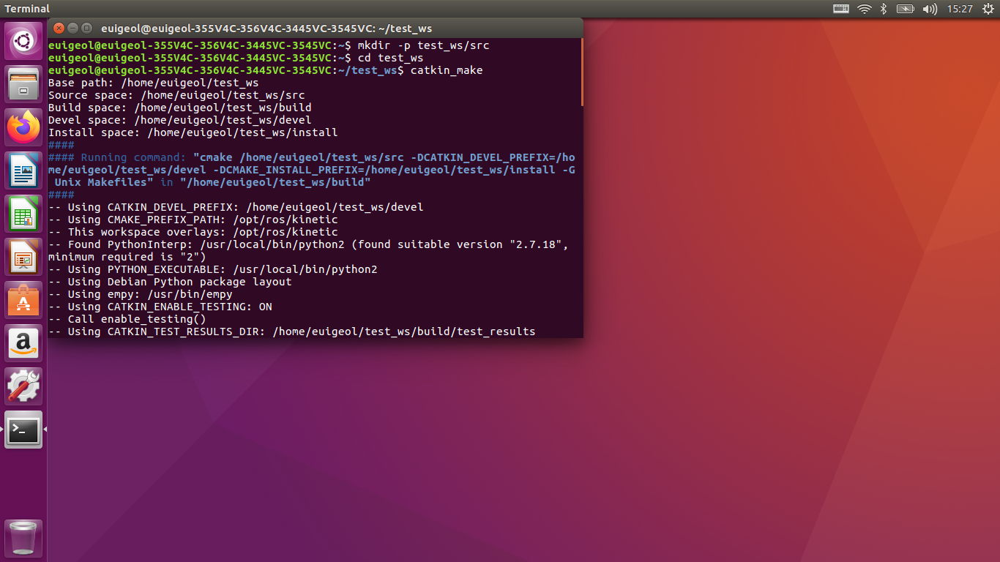 Terminal
15:27
euigeol@euigeol-355V4C-356V4C-3445VC-3545VC: ~/test_ws
euigeol@euigeol-355V4C-356V4C-3445VC-3545VC:~$ mkdir -p test_ws/src
euigeol@euigeol-355V4C-356V4C-3445VC-3545VC:~$ cd test_ws
euigeol@euigeol-355V4C-356V4C-3445VC-3545VC:~/test_ws$ catkin_make
Base path: /home/euigeol/test_ws
Source space: /home/euigeol/test_ws/src
Build space: /home/euigeol/test_ws/build
Devel space: /home/euigeol/test_ws/devel
Install space: /home/euigeol/test_ws/install
####
#### Running command: "cmake /home/euigeol/test_ws/src -DCATKIN_DEVEL_PREFIX=/ho
me/euigeol/test_ws/devel -DCMAKE_INSTALL_PREFIX=/home/euigeol/test_ws/install -G
 Unix Makefiles" in "/home/euigeol/test_ws/build"
####
-- Using CATKIN_DEVEL_PREFIX: /home/euigeol/test_ws/devel
-- Using CMAKE_PREFIX_PATH: /opt/ros/kinetic
-- This workspace overlays: /opt/ros/kinetic
-- Found PythonInterp: /usr/local/bin/python2 (found suitable version "2.7.18",
minimum required is "2")
-- Using PYTHON_EXECUTABLE: /usr/local/bin/python2
-- Using Debian Python package layout
-- Using empy: /usr/bin/empy
-- Using CATKIN_ENABLE_TESTING: ON
-- Call enable_testing()
-- Using CATKIN_TEST_RESULTS_DIR: /home/euigeol/test_ws/build/test_results